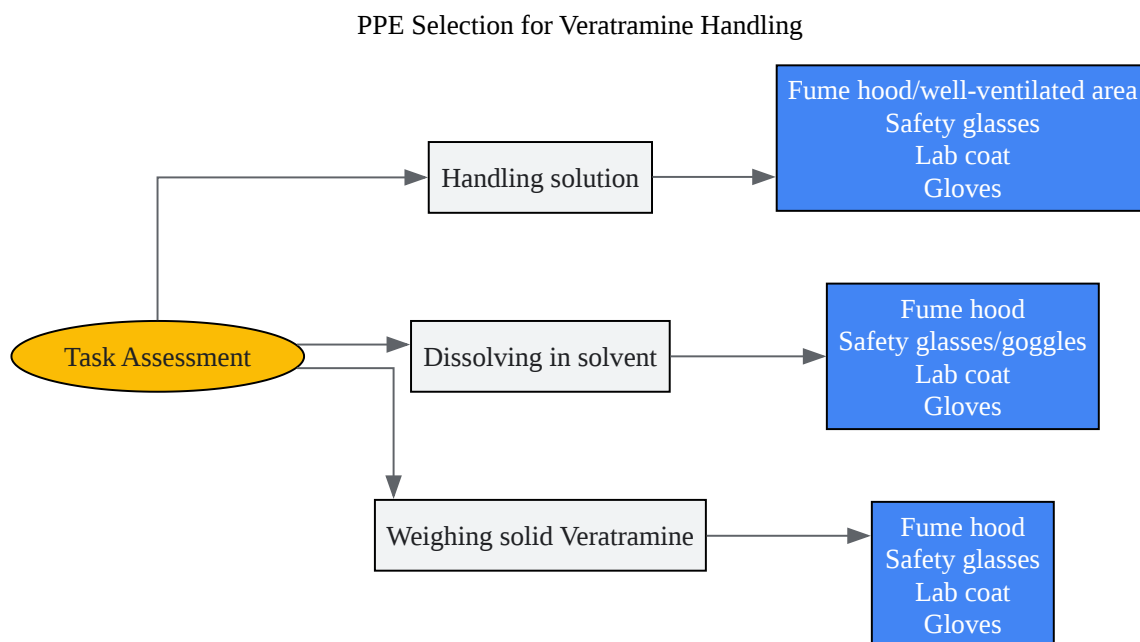 PPE Selection for Veratramine Handling
Fume hood/well-ventilated area
Safety glasses
Lab coat
Gloves
Handling solution
Task Assessment
Dissolving in solvent
Fume hood
Safety glasses/goggles
Lab coat
Gloves
Weighing solid Veratramine
Fume hood
Safety glasses
Lab coat
Gloves